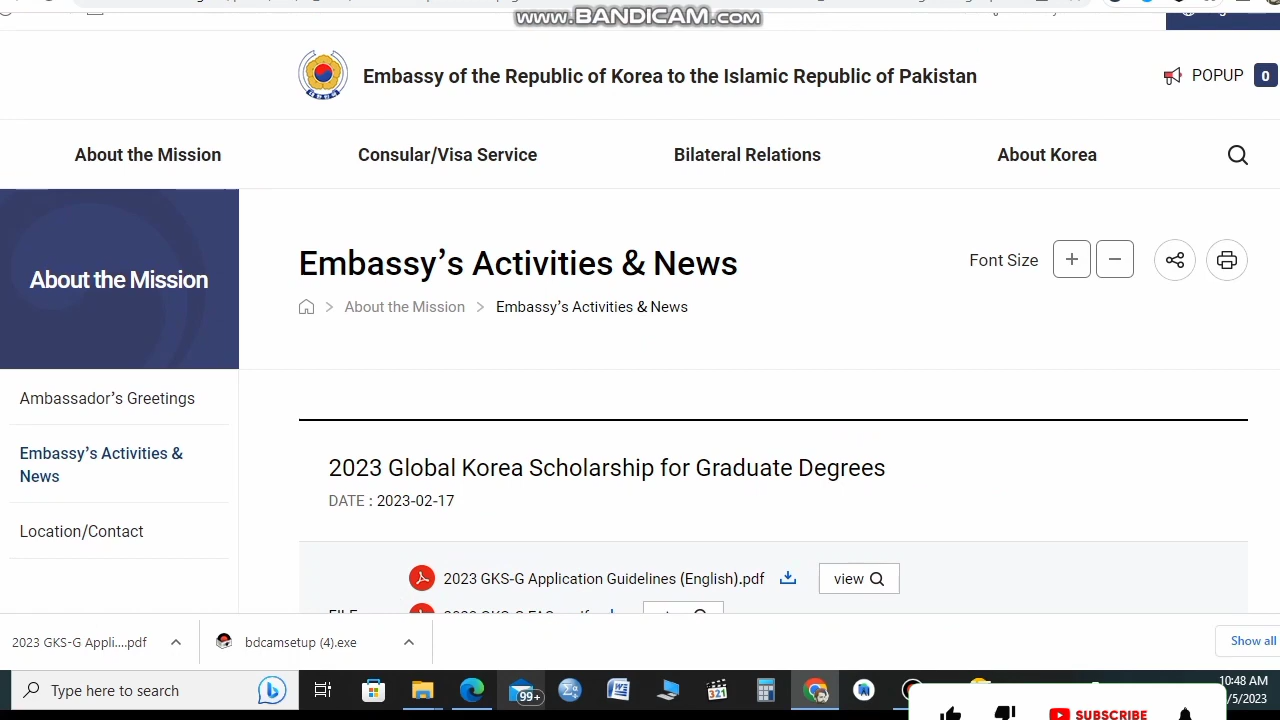 www.BANDICAM.com
Embassy of the Republic of Korea to the Islamic Republic of Pakistan
POPUP 0
About the Mission Consular/Visa Service Bilateral Relations About Korea
About the Mission
Embassy’s Activities & News
Font Size + −
About the Mission > Embassy’s Activities & News
Ambassador’s Greetings
Embassy’s Activities &
News
Location/Contact
2023 Global Korea Scholarship for Graduate Degrees
DATE : 2023-02-17
2023 GKS-G Application Guidelines (English).pdf view
2023 GKS-G Appli....pdf bdcamsetup (4).exe Show all
Type here to search 99+ 321 10:48 AM
/5/2023
SUBSCRIBE